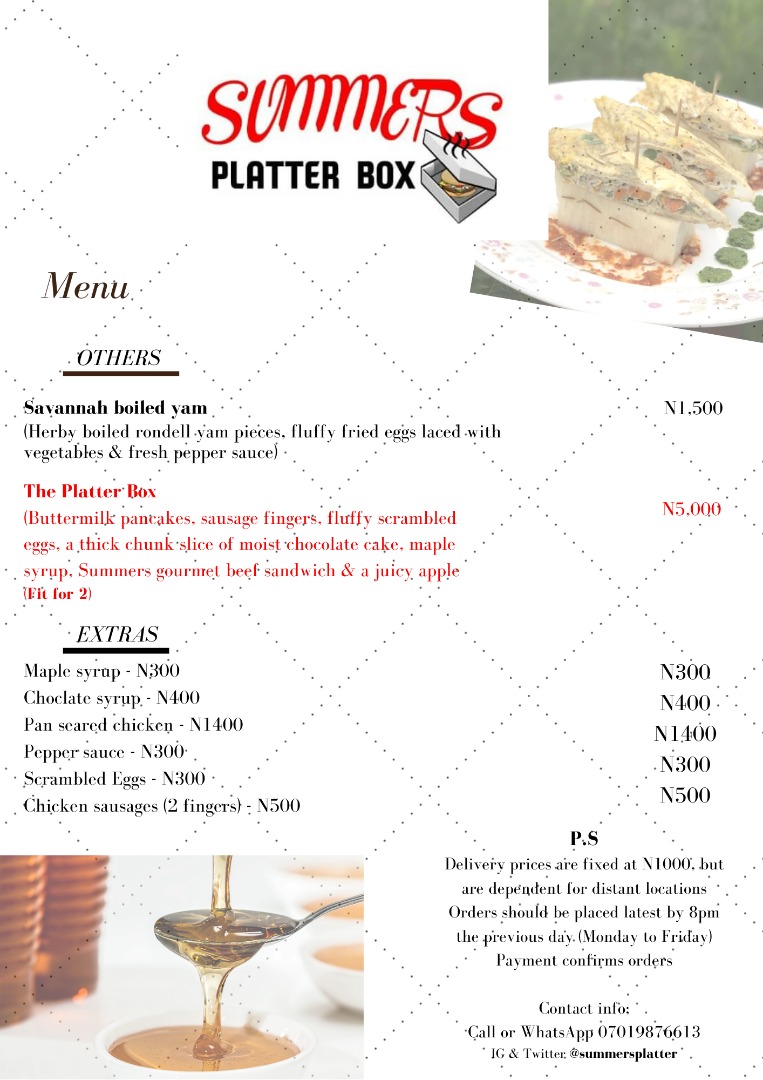 SUMMERS
PLATTER BOX
Menu
OTHERS
Savannah boiled yam N1,500
(Herby boiled rondell yam pieces, fluffy fried eggs laced with
vegetables & fresh pepper sauce)
The Platter Box
N5,000
(Buttermilk pancakes, sausage fingers, fluffy scrambled
eggs, a thick chunk slice of moist chocolate cake, maple
syrup, Summers gourmet beef sandwich & a juicy apple
(Fit for 2)
EXTRAS
Maple syrup - N300 N300
Choclate syrup - N400 N400
Pan seared chicken - N1400 N1400
Pepper sauce - N300 N300
Scrambled Eggs - N300 N500
Chicken sausages (2 fingers) - N500
P.S
Delivery prices are fixed at N1000, but
are dependent for distant locations
Orders should be placed latest by 8pm
the previous day. (Monday to Friday)
Payment confirms orders
Contact info:
Call or WhatsApp 07019876613
IG & Twitter: @summersplatter